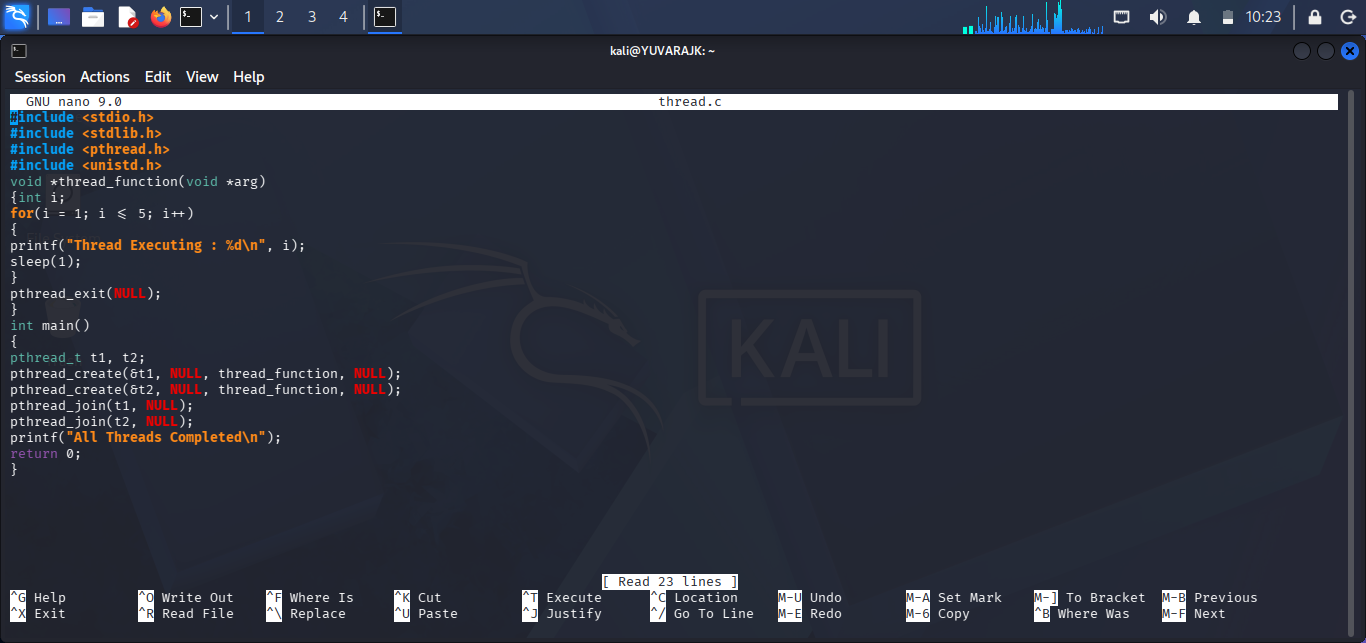 1 2 3 4 10:23
kali@YUVARAJK: ~
Session Actions Edit View Help
GNU nano 9.0 thread.c
#include <stdio.h>
#include <stdlib.h>
#include <pthread.h>
#include <unistd.h>
void *thread_function(void *arg)
{int i;
for(i = 1; i <= 5; i++)
{
printf("Thread Executing : %d\n", i);
sleep(1);
}
pthread_exit(NULL);
}
int main()
{
pthread_t t1, t2;
pthread_create(&t1, NULL, thread_function, NULL);
pthread_create(&t2, NULL, thread_function, NULL);
pthread_join(t1, NULL);
pthread_join(t2, NULL);
printf("All Threads Completed\n");
return 0;
}
KALI
[ Read 23 lines ]
^G Help ^O Write Out ^F Where Is ^K Cut ^T Execute ^C Location M-U Undo M-A Set Mark M-] To Bracket M-B Previous
^X Exit ^R Read File ^\ Replace ^U Paste ^J Justify ^/ Go To Line M-E Redo M-6 Copy ^B Where Was M-F Next